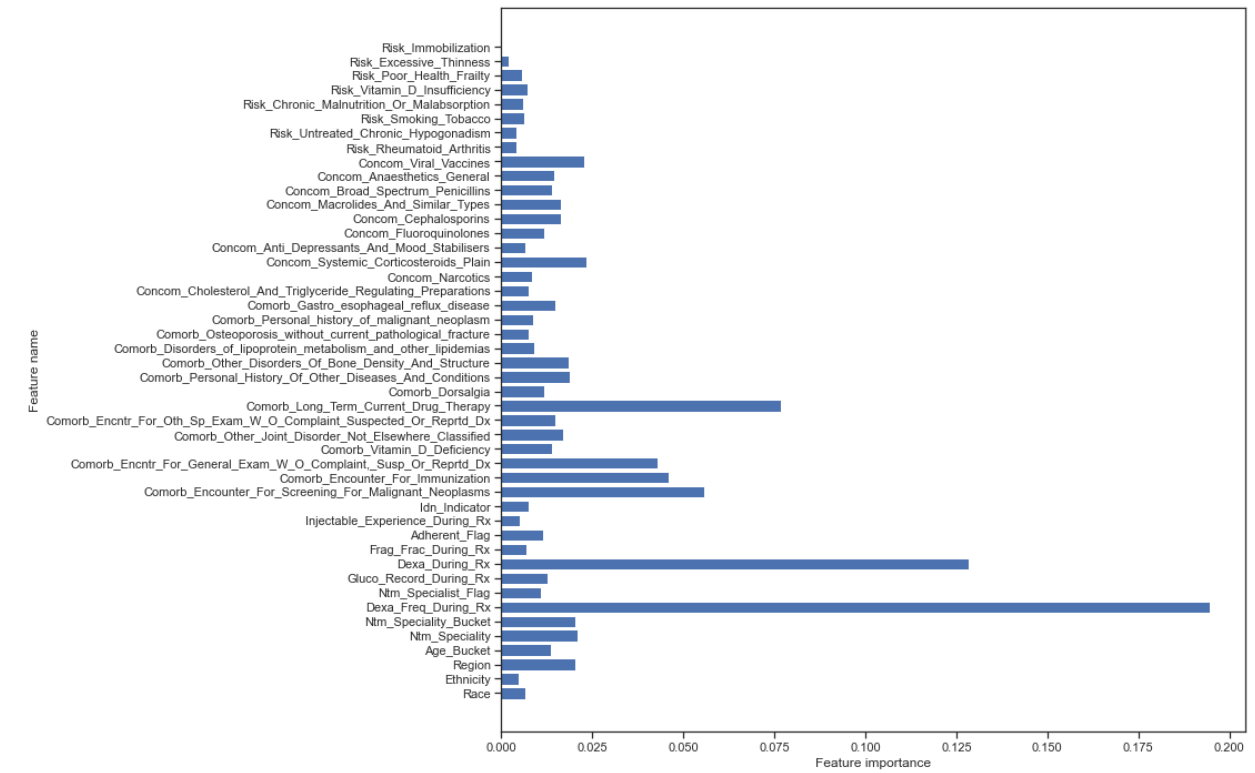 Risk_Immobilization
Risk_Excessive_Thinness
Risk_Poor_Health_Frailty
Risk_Vitamin_D_Insufficiency
Risk_Chronic_Malnutrition_Or_Malabsorption
Risk_Smoking_Tobacco
Risk_Untreated_Chronic_Hypogonadism
Risk_Rheumatoid_Arthritis
Concom_Viral_Vaccines
Concom_Anaesthetics_General
Concom_Broad_Spectrum_Penicillins
Concom_Macrolides_And_Similar_Types
Concom_Cephalosporins
Concom_Fluoroquinolones
Concom_Anti_Depressants_And_Mood_Stabilisers
Concom_Systemic_Corticosteroids_Plain
Concom_Narcotics
Concom_Cholesterol_And_Triglyceride_Regulating_Preparations
Comorb_Gastro_esophageal_reflux_disease
Comorb_Personal_history_of_malignant_neoplasm
Comorb_Osteoporosis_without_current_pathological_fracture
Comorb_Disorders_of_lipoprotein_metabolism_and_other_lipidemias
Comorb_Other_Disorders_Of_Bone_Density_And_Structure
Comorb_Personal_History_Of_Other_Diseases_And_Conditions
Comorb_Dorsalgia
Comorb_Long_Term_Current_Drug_Therapy
Comorb_Encntr_For_Oth_Sp_Exam_W_O_Complaint_Suspected_Or_Reprtd_Dx
Comorb_Other_Joint_Disorder_Not_Elsewhere_Classified
Comorb_Vitamin_D_Deficiency
Comorb_Encntr_For_General_Exam_W_O_Complaint,_Susp_Or_Reprtd_Dx
Comorb_Encounter_For_Immunization
Comorb_Encounter_For_Screening_For_Malignant_Neoplasms
Idn_Indicator
Injectable_Experience_During_Rx
Adherent_Flag
Frag_Frac_During_Rx
Dexa_During_Rx
Gluco_Record_During_Rx
Ntm_Specialist_Flag
Dexa_Freq_During_Rx
Ntm_Speciality_Bucket
Ntm_Speciality
Age_Bucket
Region
Ethnicity
Race
Feature name
0.000 0.025 0.050 0.075 0.100 0.125 0.150 0.175 0.200
Feature importance